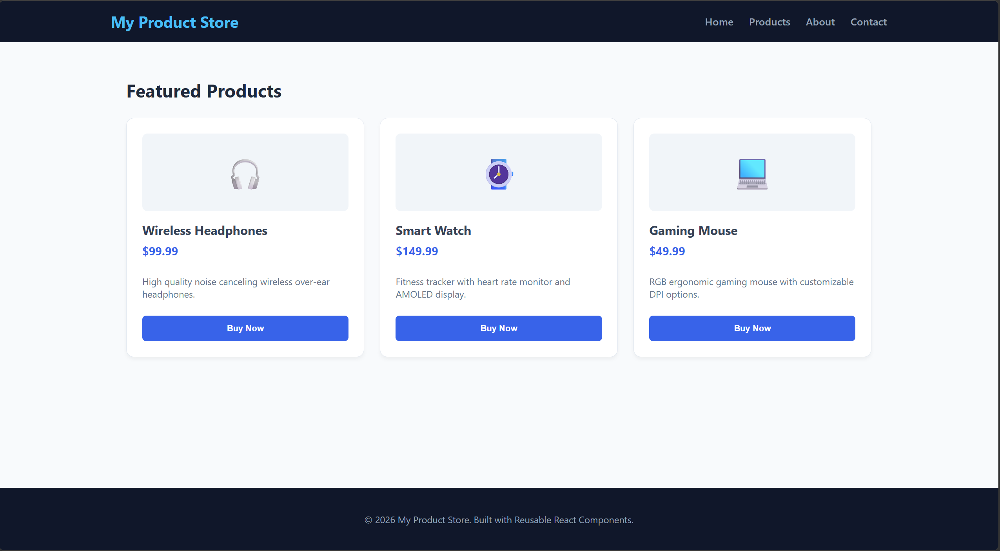 My Product Store
Home Products About Contact
Featured Products
Wireless Headphones
$99.99
High quality noise canceling wireless over-ear
headphones.
Buy Now
Smart Watch
$149.99
Fitness tracker with heart rate monitor and
AMOLED display.
Buy Now
Gaming Mouse
$49.99
RGB ergonomic gaming mouse with customizable
DPI options.
Buy Now
© 2026 My Product Store. Built with Reusable React Components.